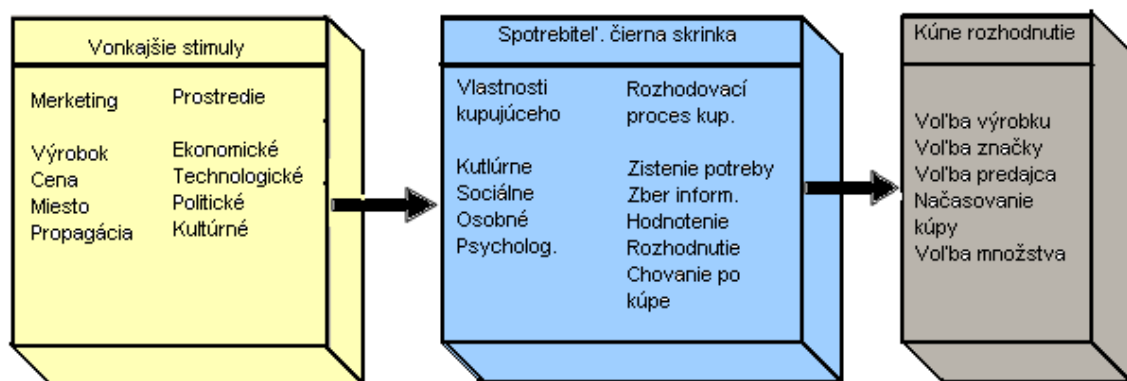 Vonkajšie stimuly
Merketing
Výrobok
Cena
Miesto
Propagácia
Prostredie
Ekonomické
Technologické
Politické
Kultúrné
Spotrebiteľ. čierna skrinka
Vlastnosti
kupujúceho
Kutlúrne
Sociálne
Osobné
Psycholog.
Rozhodovací
proces kup.
Zistenie potreby
Zber inform.
Hodnotenie
Rozhodnutie
Chovanie po
kúpe
Kúne rozhodnutie
Voľba výrobku
Voľba značky
Voľba predajca
Načasovanie
kúpy
Voľba množstva